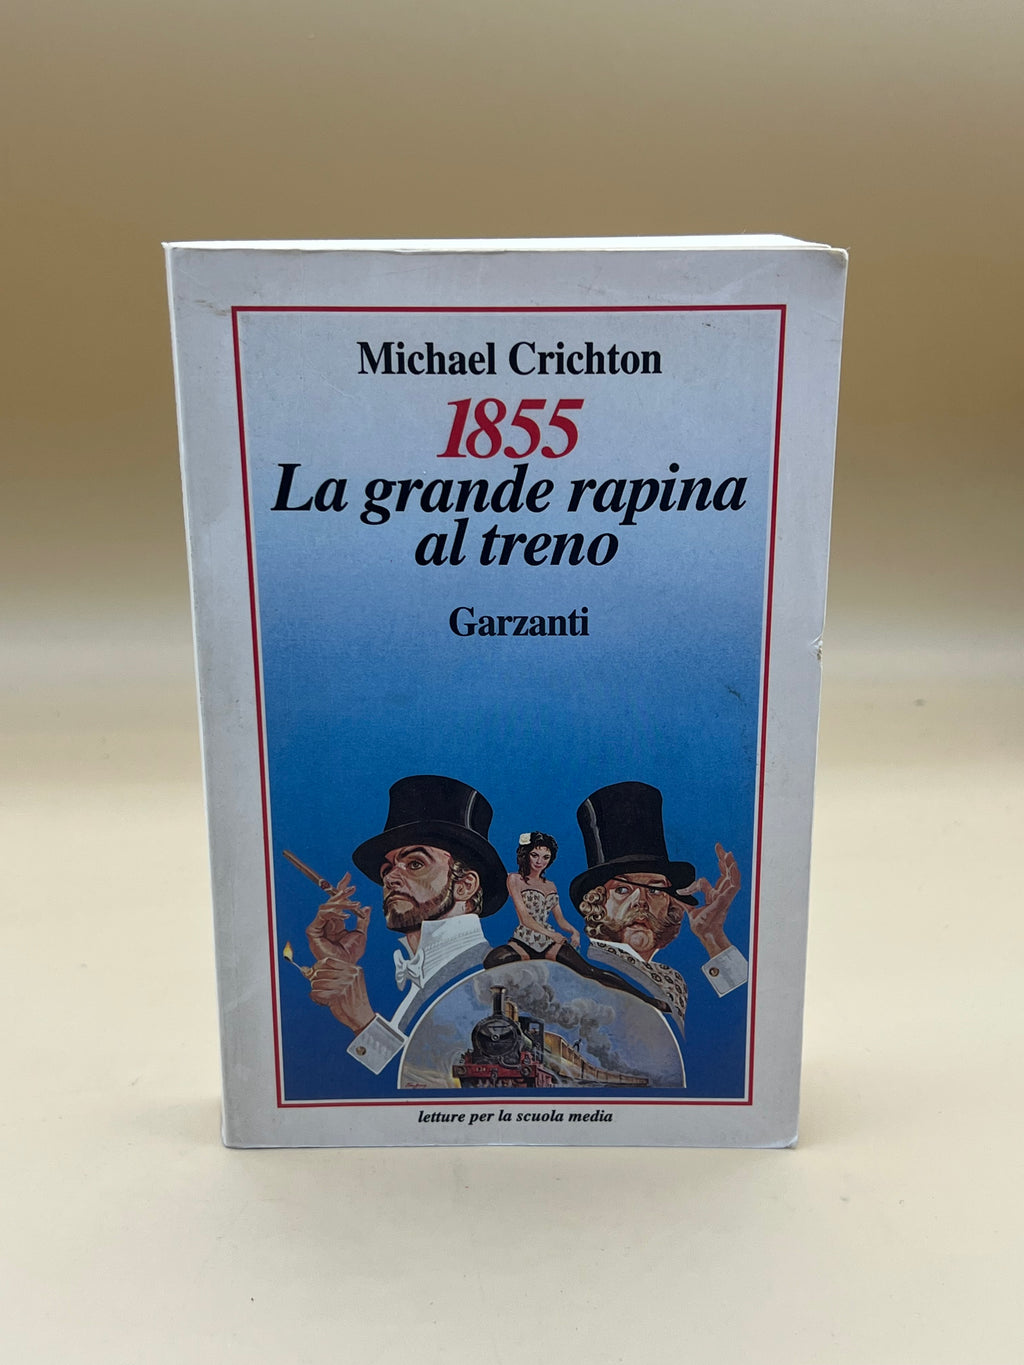 Michael Crichton
1855
La grande rapina
al treno
Garzanti
letture per la scuola media